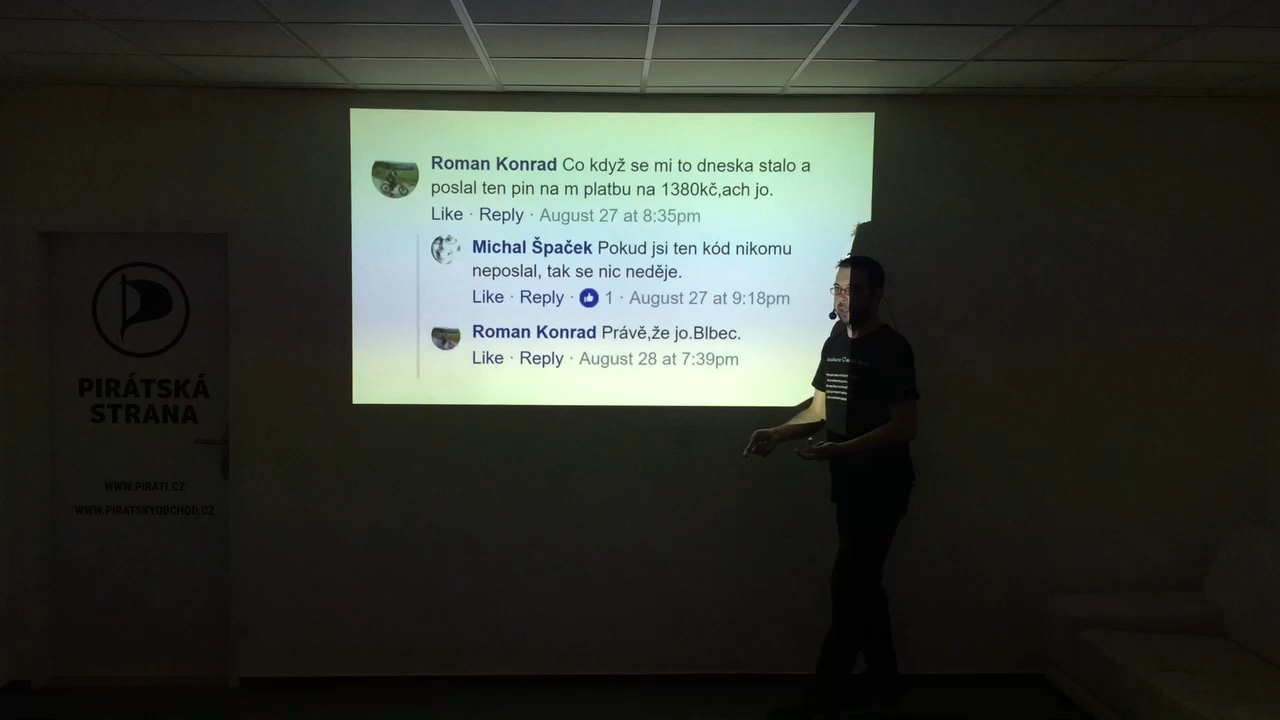 Roman Konrad Co když se mi to dneska stalo a
poslal ten pin na m platbu na 1380kč,ach jo.
Like · Reply · August 27 at 8:35pm
Michal Špaček Pokud jsi ten kód nikomu
neposlal, tak se nic neděje.
Like · Reply · 1 · August 27 at 9:18pm
Roman Konrad Právě,že jo.Blbec.
Like · Reply · August 28 at 7:39pm
PIRÁTSKÁ
STRANA
WWW.PIRATI.CZ
WWW.PIRATSKYOBCHOD.CZ